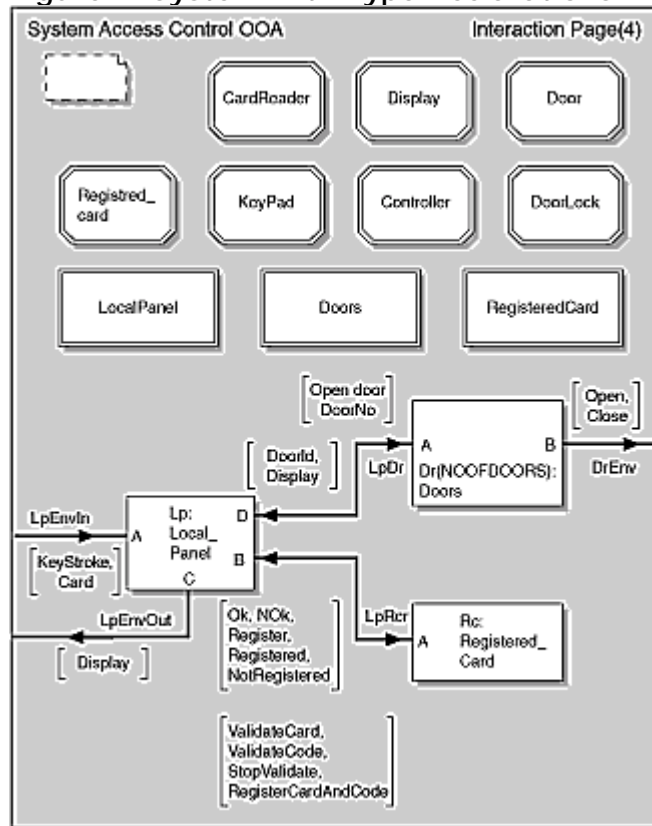 System Access Control OOA
Interaction Page(4)
CardReader
Display
Door
Registred_
card
KeyPad
Controller
DoorLock
LocalPanel
Doors
RegisteredCard
Open door
DoorNo
Open,
Close
A
B
Dr(NOOFDOORS):
Doors
LpDr
DrEnv
DoorId,
Display
LpEnvIn
A
Lp:
Local_
Panel
D
B
C
KeyStroke,
Card
LpEnvOut
Display
Ok, NOk,
Register,
Registered,
NotRegistered
LpRcr
A
Rc:
Registered_
Card
ValidateCard,
ValidateCode,
StopValidate,
RegisterCardAndCode